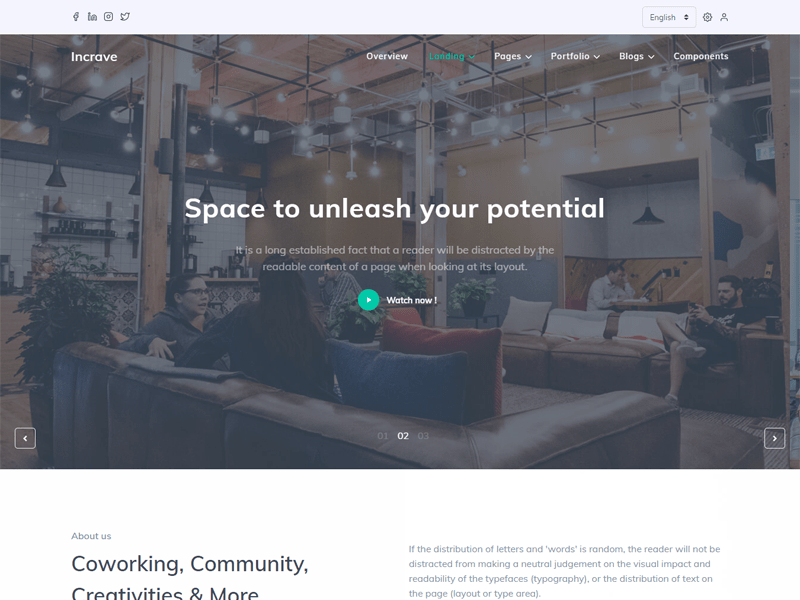 English
Incrave
Overview Landing Pages Portfolio Blogs Components
Space to unleash your potential
It is a long established fact that a reader will be distracted by the
readable content of a page when looking at its layout.
Watch now !
01 02 03
About us
Coworking, Community,
Creativities & More
If the distribution of letters and 'words' is random, the reader will not be
distracted from making a neutral judgement on the visual impact and
readability of the typefaces (typography), or the distribution of text on
the page (layout or type area).